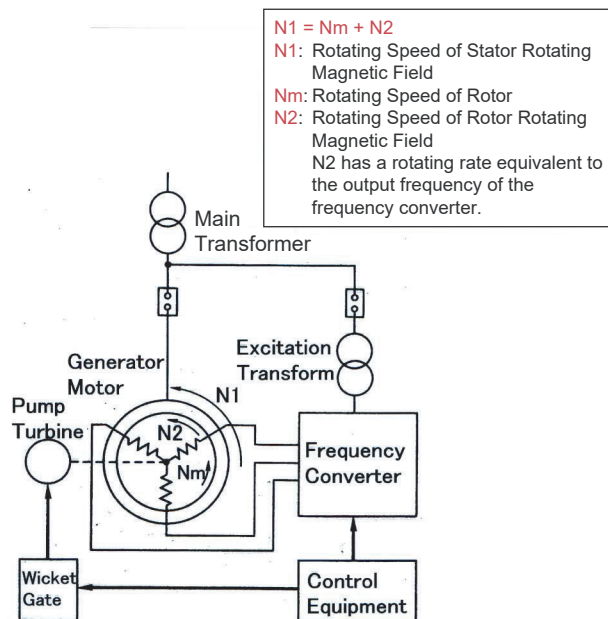 N1 = Nm + N2
N1: Rotating Speed of Stator Rotating
Magnetic Field
Nm: Rotating Speed of Rotor
N2: Rotating Speed of Rotor Rotating
Magnetic Field
N2 has a rotating rate equivalent to
the output frequency of the
frequency converter.
Main
Transformer
Generator
Motor
Excitation
Transform
N1
Pump
Turbine
N2
Nm
Frequency
Converter
Wicket
Gate
Control
Equipment